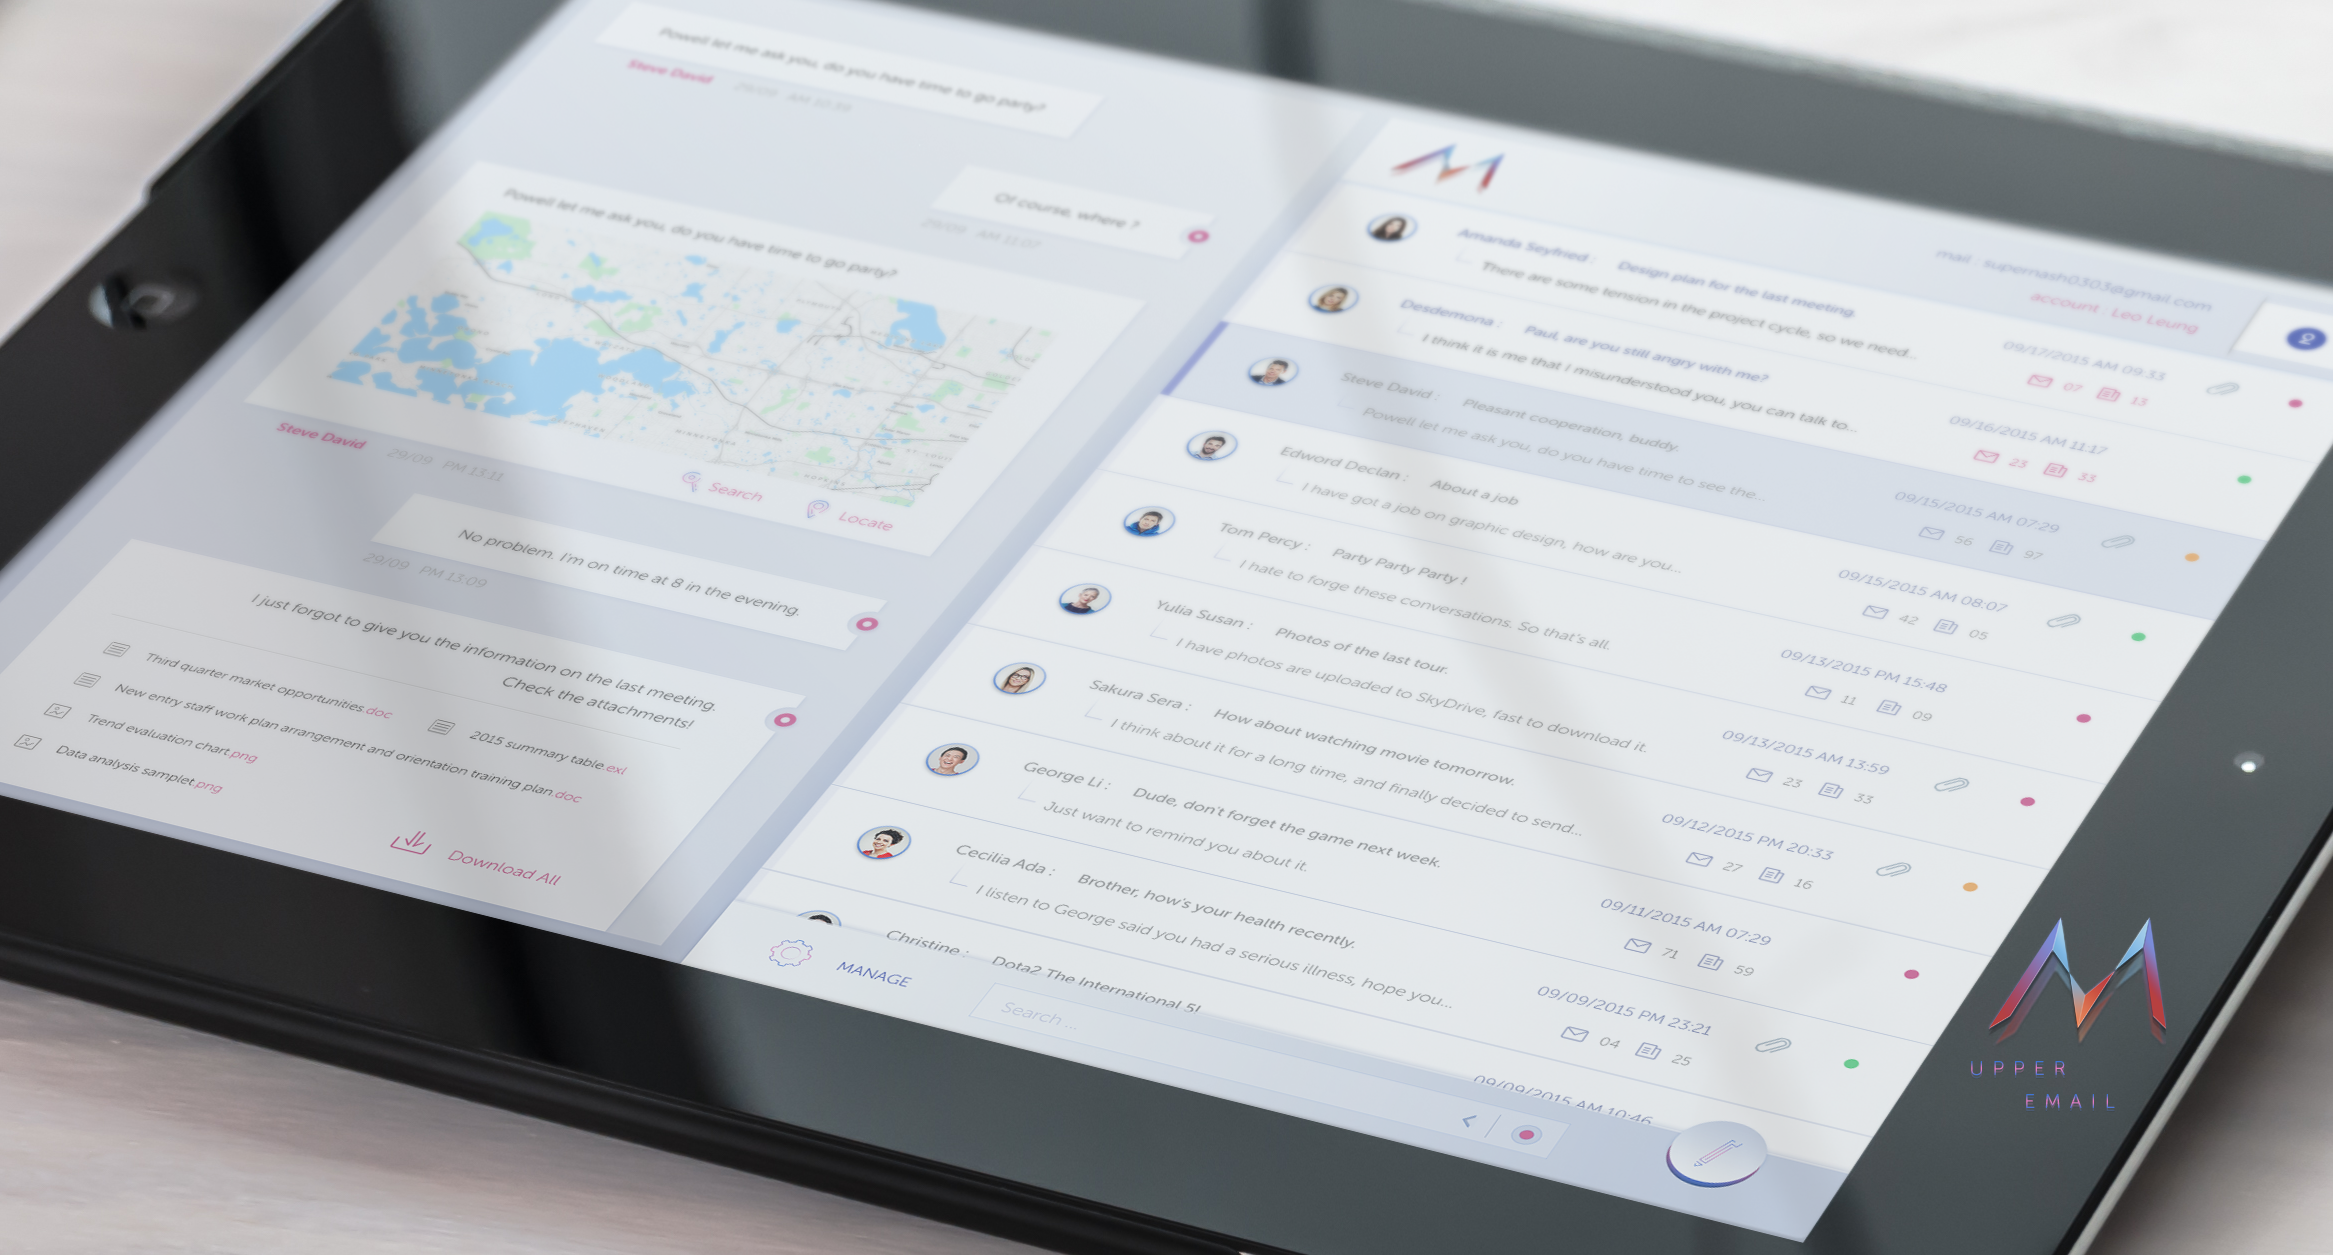 Powell let me ask you, do you have time to go party?
Steve David 29/09 AM 10:59
Of course, where ?
29/09 AM 11:07
Powell let me ask you, do you have time to go party?
Steve David 29/09 PM 13:11
Search Locate
No problem. I'm on time at 8 in the evening.
29/09 PM 13:09
I just forgot to give you the information on the last meeting.
Check the attachments!
Third quarter market opportunities.doc
2015 summary table.exl
New entry staff work plan arrangement and orientation training plan.doc
Trend evaluation chart.png
Data analysis samplet.png
Download All
mail : supernash0303@gmail.com
account : Leo Leung
Amanda Seyfried : Design plan for the last meeting.
There are some tension in the project cycle, so we need...
09/17/2015 AM 09:33
07 13
Desdemona : Paul, are you still angry with me?
I think it is me that I misunderstood you, you can talk to...
09/16/2015 AM 11:17
23 33
Steve David : Pleasant cooperation, buddy.
Powell let me ask you, do you have time to see the...
09/15/2015 AM 07:29
56 97
Edword Declan : About a job
I have got a job on graphic design, how are you...
09/15/2015 AM 08:07
42 05
Tom Percy : Party Party Party !
I hate to forge these conversations. So that's all.
09/13/2015 PM 15:48
11 09
Yulia Susan : Photos of the last tour.
I have photos are uploaded to SkyDrive, fast to download it.
09/13/2015 AM 13:59
23 33
Sakura Sera : How about watching movie tomorrow.
I think about it for a long time, and finally decided to send...
09/12/2015 PM 20:33
27 16
George Li : Dude, don't forget the game next week.
Just want to remind you about it.
09/11/2015 AM 07:29
71 59
Cecilia Ada : Brother, how's your health recently.
I listen to George said you had a serious illness, hope you...
09/09/2015 PM 23:21
04 25
Christine : Dota2 The International 5!
09/09/2015 AM 10:46
MANAGE
Search ...
UPPER
EMAIL